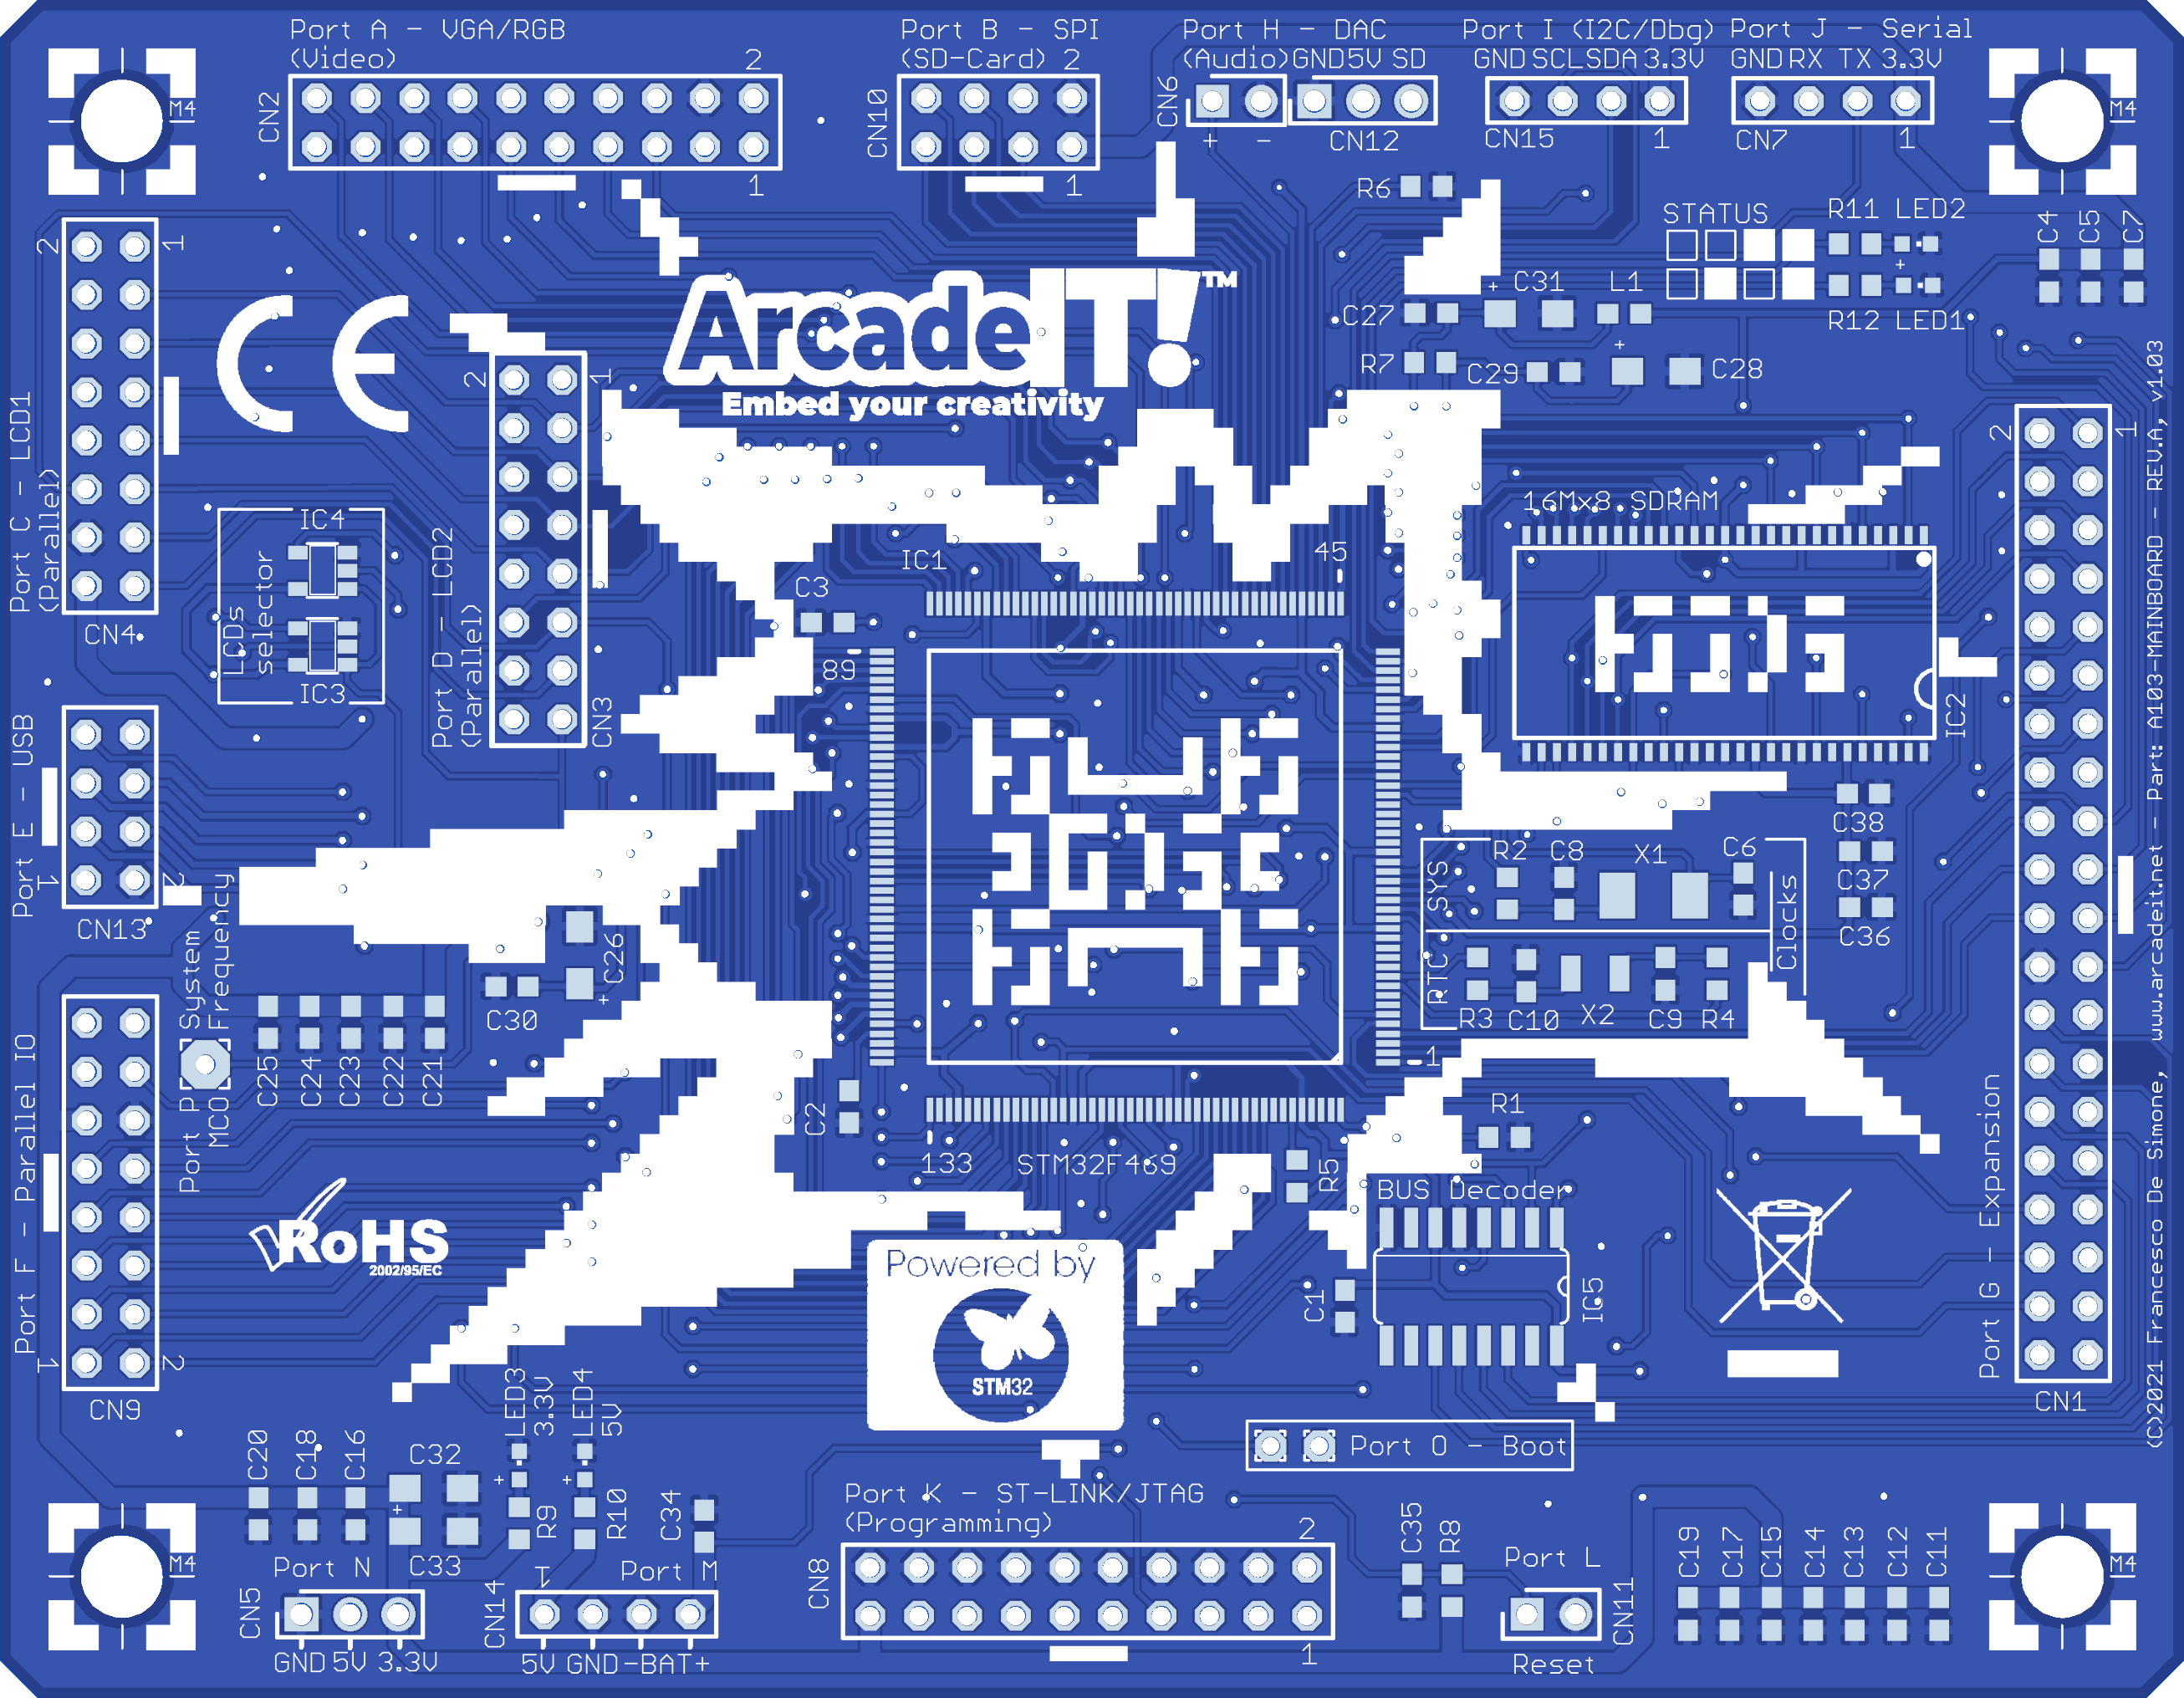 Port A - VGA/RGB
(Video)
2
CN2
1
Port B - SPI
(SD-Card) 2
CN10
1
Port H - DAC
(Audio) GND 5V SD
CN6
+ -
CN12
Port I (I2C/Dbg)
GND SCL SDA 3.3V
CN15 1
Port J - Serial
GND RX TX 3.3V
CN7 1
M4
M4
R6
STATUS
R11 LED2
R12 LED1
C4
C5
C7
+ C31
L1
C27
R7
C29
+
C28
2 1
Port C - LCD1
(Parallel)
CN4
CE
ArcadeIT!™
Embed your creativity
2 1
Port D - LCD2
(Parallel)
CN3
IC4
LCDs
selector
IC3
16Mx8 SDRAM
IC2
IC1
45
C3
89
2 1
Port E - USB
1 2
CN13
Port P System
MCO Frequency
C26
+
C30
C25
C24
C23
C22
C21
C38
C37
C36
SYS
R2
C8
X1
C6
Clocks
RTC
R3
C10
X2
C9
R4
1
C2
133
STM32F469
R1
R5
BUS Decoder
C1
IC5
Port F - Parallel IO
1 2
CN9
RoHS
2002/95/EC
Powered by
STM32
Port G - Expansion
CN1
(C)2021 Francesco De Simone, www.arcadeit.net - Part: A103-MAINBOARD - REV.A, v1.03
LED3
3.3V
LED4
5V
C20
C18
C16
C32
+
C33
+
+
R9
R10
C34
Port O - Boot
Port K - ST-LINK/JTAG
(Programming)
2
CN8
1
C35
R8
Port L
CN11
Reset
C19
C17
C15
C14
C13
C12
C11
M4
M4
Port N
CN5
GND 5V 3.3V
1 Port M
CN14
5V GND -BAT+